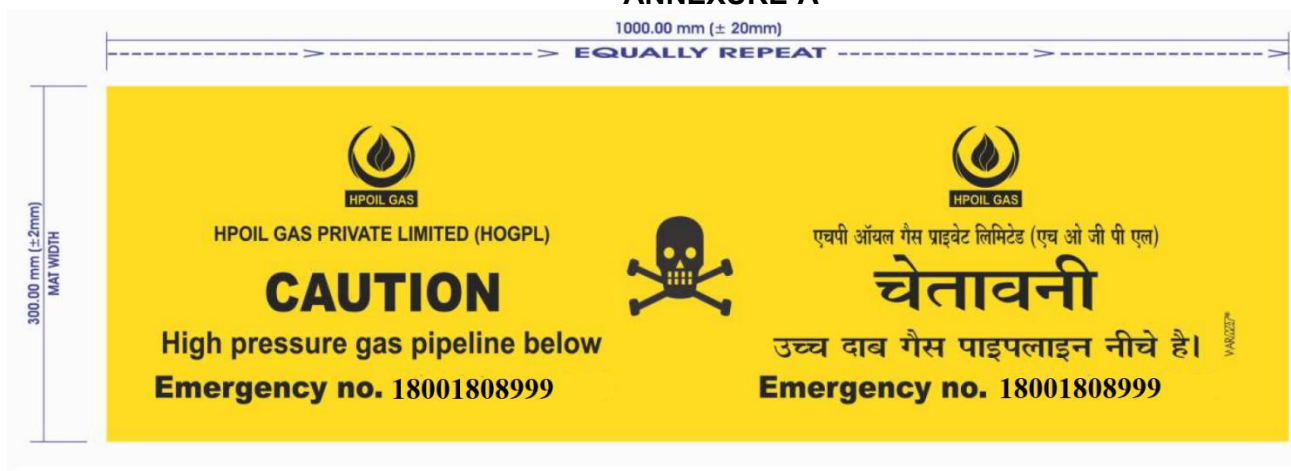 ANNEXURE-A
1000.00 mm (± 20mm)
EQUALLY REPEAT
300.00 mm (±2mm)
MAT WIDTH
HPOIL GAS
HPOIL GAS PRIVATE LIMITED (HOGPL)
CAUTION
High pressure gas pipeline below
Emergency no. 18001808999
HPOIL GAS
एचपी ऑयल गैस प्राइवेट लिमिटेड (एच ओ जी पी एल)
चेतावनी
उच्च दाब गैस पाइपलाइन नीचे है।
Emergency no. 18001808999